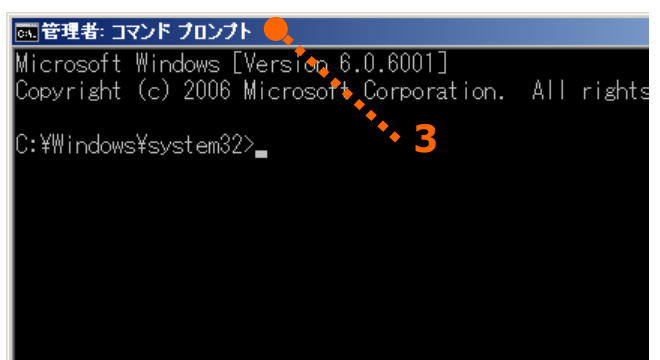 管理者: コマンド プロンプト
Microsoft Windows [Version 6.0.6001]
Copyright (c) 2006 Microsoft Corporation. All rights
C:¥Windows¥system32>
3